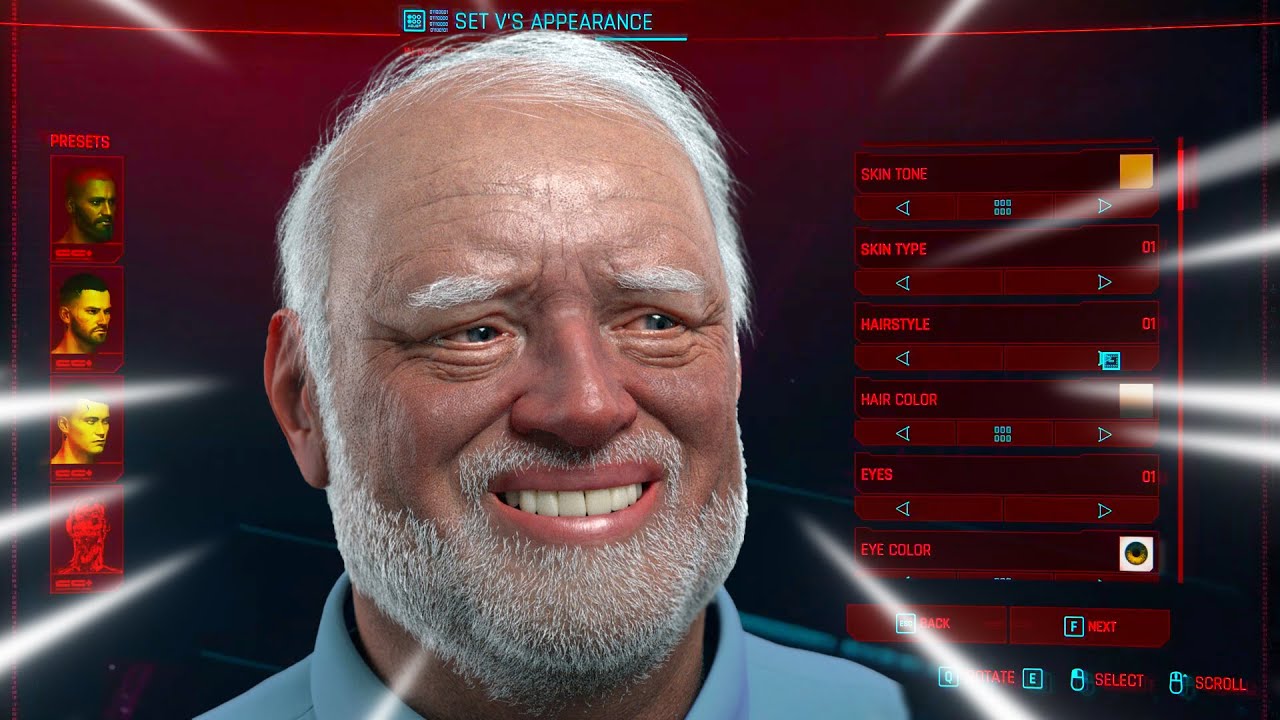 SET V'S APPEARANCE
PRESETS
SKIN TONE
SKIN TYPE 01
HAIRSTYLE 01
HAIR COLOR
EYES 01
EYE COLOR
BACK
F NEXT
Q ROTATE E SELECT SCROLL